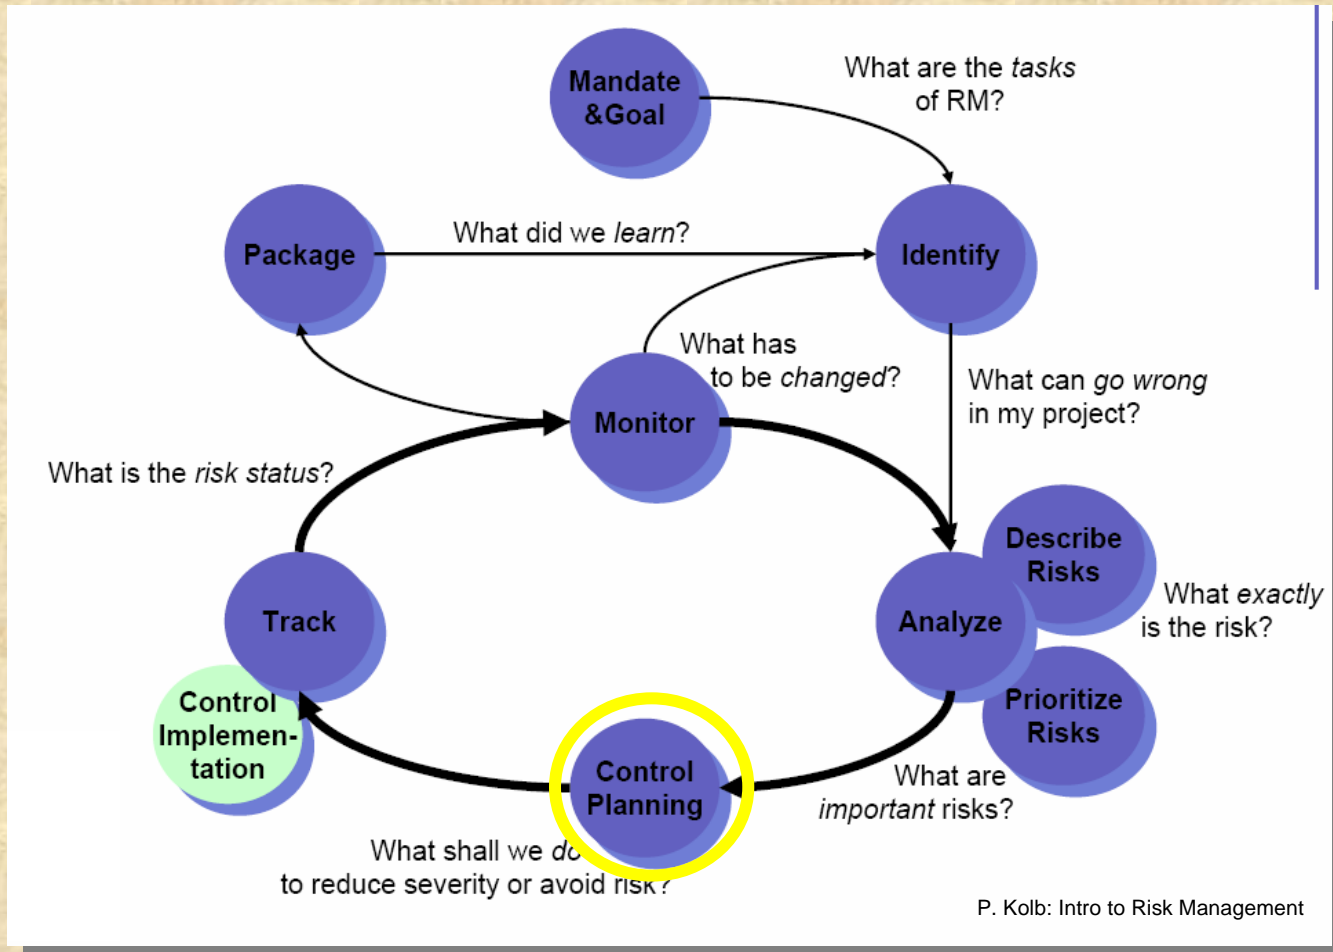 Mandate
&Goal
What are the tasks
of RM?
Package
What did we learn?
Identify
What has
to be changed?
What can go wrong
in my project?
Monitor
What is the risk status?
Describe
Risks
What exactly
is the risk?
Track
Analyze
Control
Implemen-
tation
Prioritize
Risks
Control
Planning
What are
important risks?
What shall we do
to reduce severity or avoid risk?
P. Kolb: Intro to Risk Management